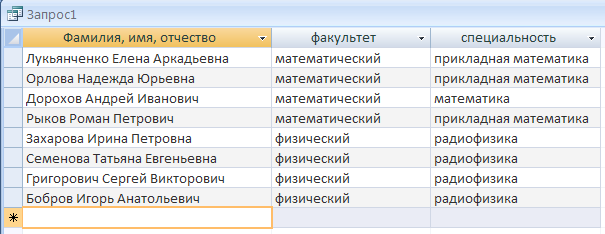 Запрос1
Фамилия, имя, отчество факультет специальность
Лукьянченко Елена Аркадьевна математический прикладная математика
Орлова Надежда Юрьевна математический прикладная математика
Дорохов Андрей Иванович математический математика
Рыков Роман Петрович математический прикладная математика
Захарова Ирина Петровна физический радиофизика
Семенова Татьяна Евгеньевна физический радиофизика
Григорович Сергей Викторович физический радиофизика
Бобров Игорь Анатольевич физический радиофизика